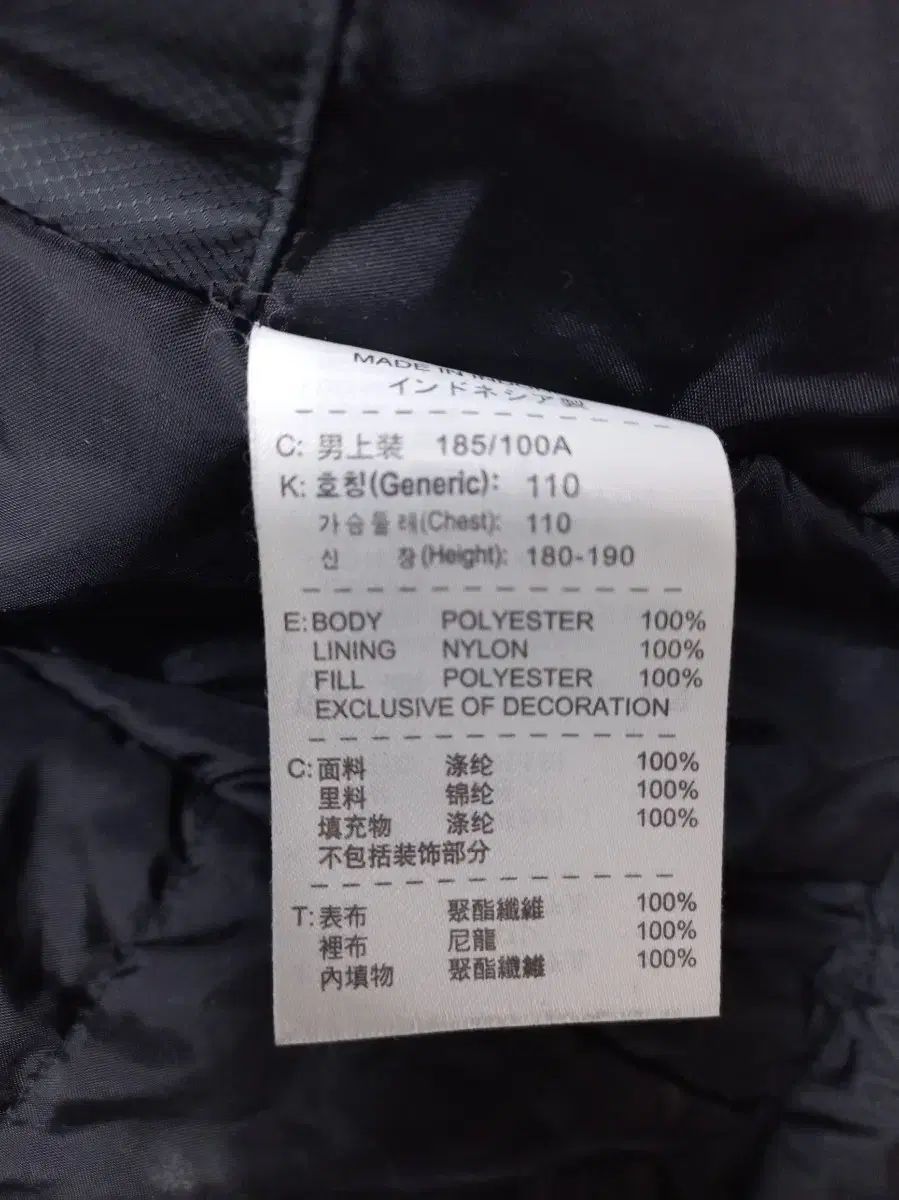 MADE IN
インドネシア製
C: 男上装 185/100A
K: 호칭(Generic): 110
가슴둘레(Chest): 110
신 장(Height): 180-190
E: BODY POLYESTER 100%
LINING NYLON 100%
FILL POLYESTER 100%
EXCLUSIVE OF DECORATION
C: 面料 涤纶 100%
里料 锦纶 100%
填充物 涤纶 100%
不包括装饰部分
T: 表布 聚酯纖維 100%
裡布 尼龍 100%
內填物 聚酯纖維 100%